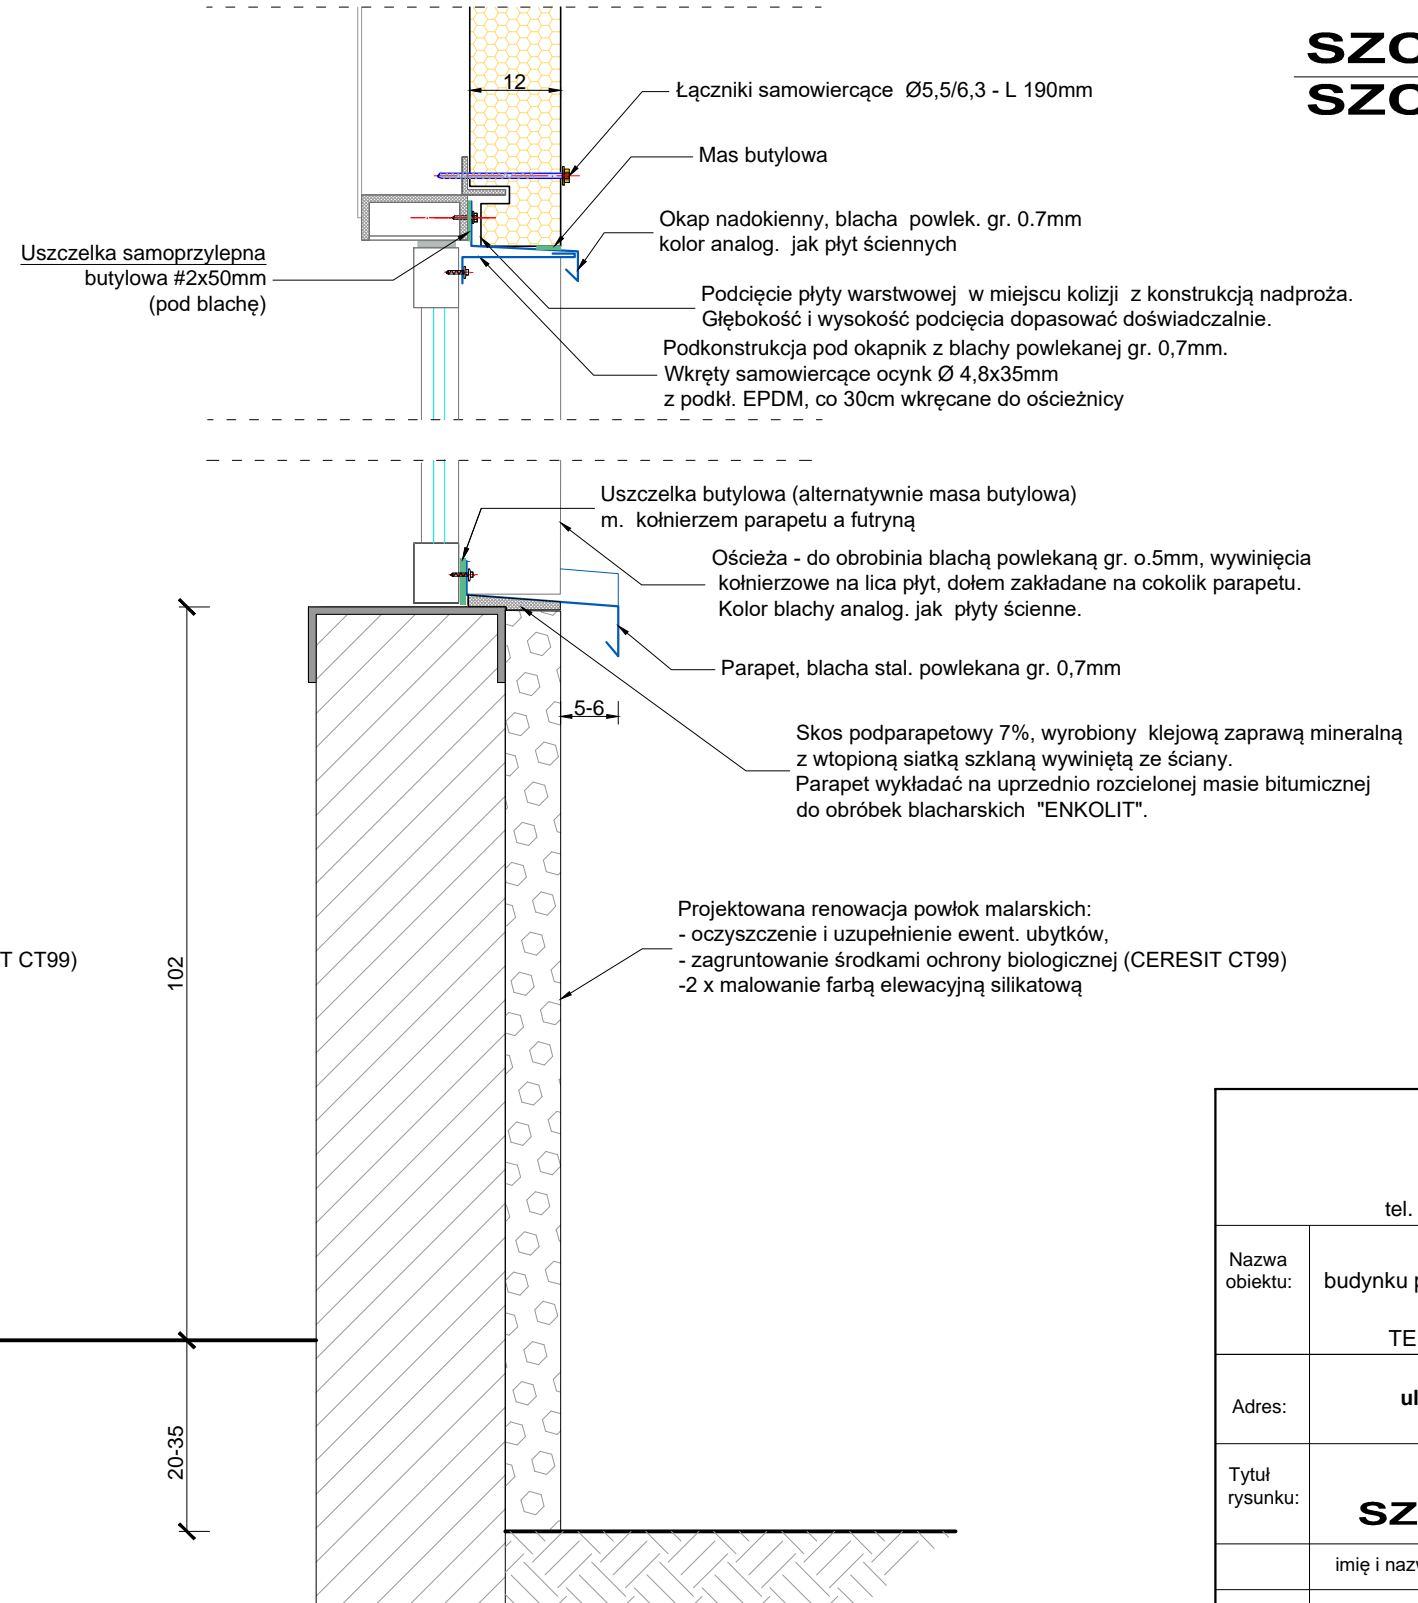 SZC
SZC
12
Łączniki samowiercące Ø5,5/6,3 - L 190mm
Mas butylowa
Okap nadokienny, blacha powlek. gr. 0.7mm
kolor analog. jak płyt ściennych
Uszczelka samoprzylepna
butylowa #2x50mm
(pod blachę)
Podcięcie płyty warstwowej w miejscu kolizji z konstrukcją nadproża.
Głębokość i wysokość podcięcia dopasować doświadczalnie.
Podkonstrukcja pod okapnik z blachy powlekanej gr. 0,7mm.
Wkręty samowiercące ocynk Ø 4,8x35mm
z podkł. EPDM, co 30cm wkręcane do ościeżnicy
Uszczelka butylowa (alternatywnie masa butylowa)
m. kołnierzem parapetu a futryną
Ościeża - do obrobinia blachą powlekaną gr. o.5mm, wywinięcia
kołnierzowe na lica płyt, dołem zakładane na cokolik parapetu.
Kolor blachy analog. jak płyty ścienne.
Parapet, blacha stal. powlekana gr. 0,7mm
5-6
Skos podparapetowy 7%, wyrobiony klejową zaprawą mineralną
z wtopioną siatką szklaną wywiniętą ze ściany.
Parapet wykładać na uprzednio rozcielonej masie bitumicznej
do obróbek blacharskich "ENKOLIT".
Projektowana renowacja powłok malarskich:
- oczyszczenie i uzupełnienie ewent. ubytków,
- zagruntowanie środkami ochrony biologicznej (CERESIT CT99)
-2 x malowanie farbą elewacyjną silikatową
T CT99)
102
20-35
tel.
Nazwa
obiektu:
budynku p
TE
Adres:
ul
Tytuł
rysunku:
SZ
imię i nazw